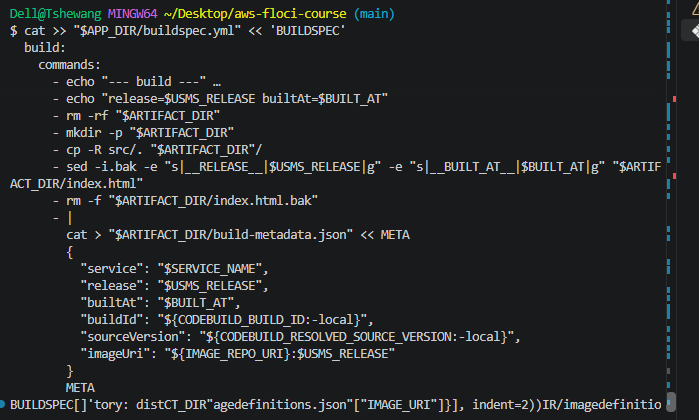 Dell@Tshewang MINGW64 ~/Desktop/aws-floci-course (main)
$ cat >> "$APP_DIR/buildspec.yml" << 'BUILDSPEC'
  build:
    commands:
      - echo "--- build ---" …
      - echo "release=$USMS_RELEASE builtAt=$BUILT_AT"
      - rm -rf "$ARTIFACT_DIR"
      - mkdir -p "$ARTIFACT_DIR"
      - cp -R src/. "$ARTIFACT_DIR"/
      - sed -i.bak -e "s|__RELEASE__|$USMS_RELEASE|g" -e "s|__BUILT_AT__|$BUILT_AT|g" "$ARTIF
ACT_DIR/index.html"
      - rm -f "$ARTIFACT_DIR/index.html.bak"
      - |
        cat > "$ARTIFACT_DIR/build-metadata.json" << META
        {
          "service": "$SERVICE_NAME",
          "release": "$USMS_RELEASE",
          "builtAt": "$BUILT_AT",
          "buildId": "${CODEBUILD_BUILD_ID:-local}",
          "sourceVersion": "${CODEBUILD_RESOLVED_SOURCE_VERSION:-local}",
          "imageUri": "${IMAGE_REPO_URI}:$USMS_RELEASE"
        }
        META
BUILDSPEC[]'tory: distCT_DIR"agedefinitions.json"["IMAGE_URI"]}], indent=2))IR/imagedefinitio